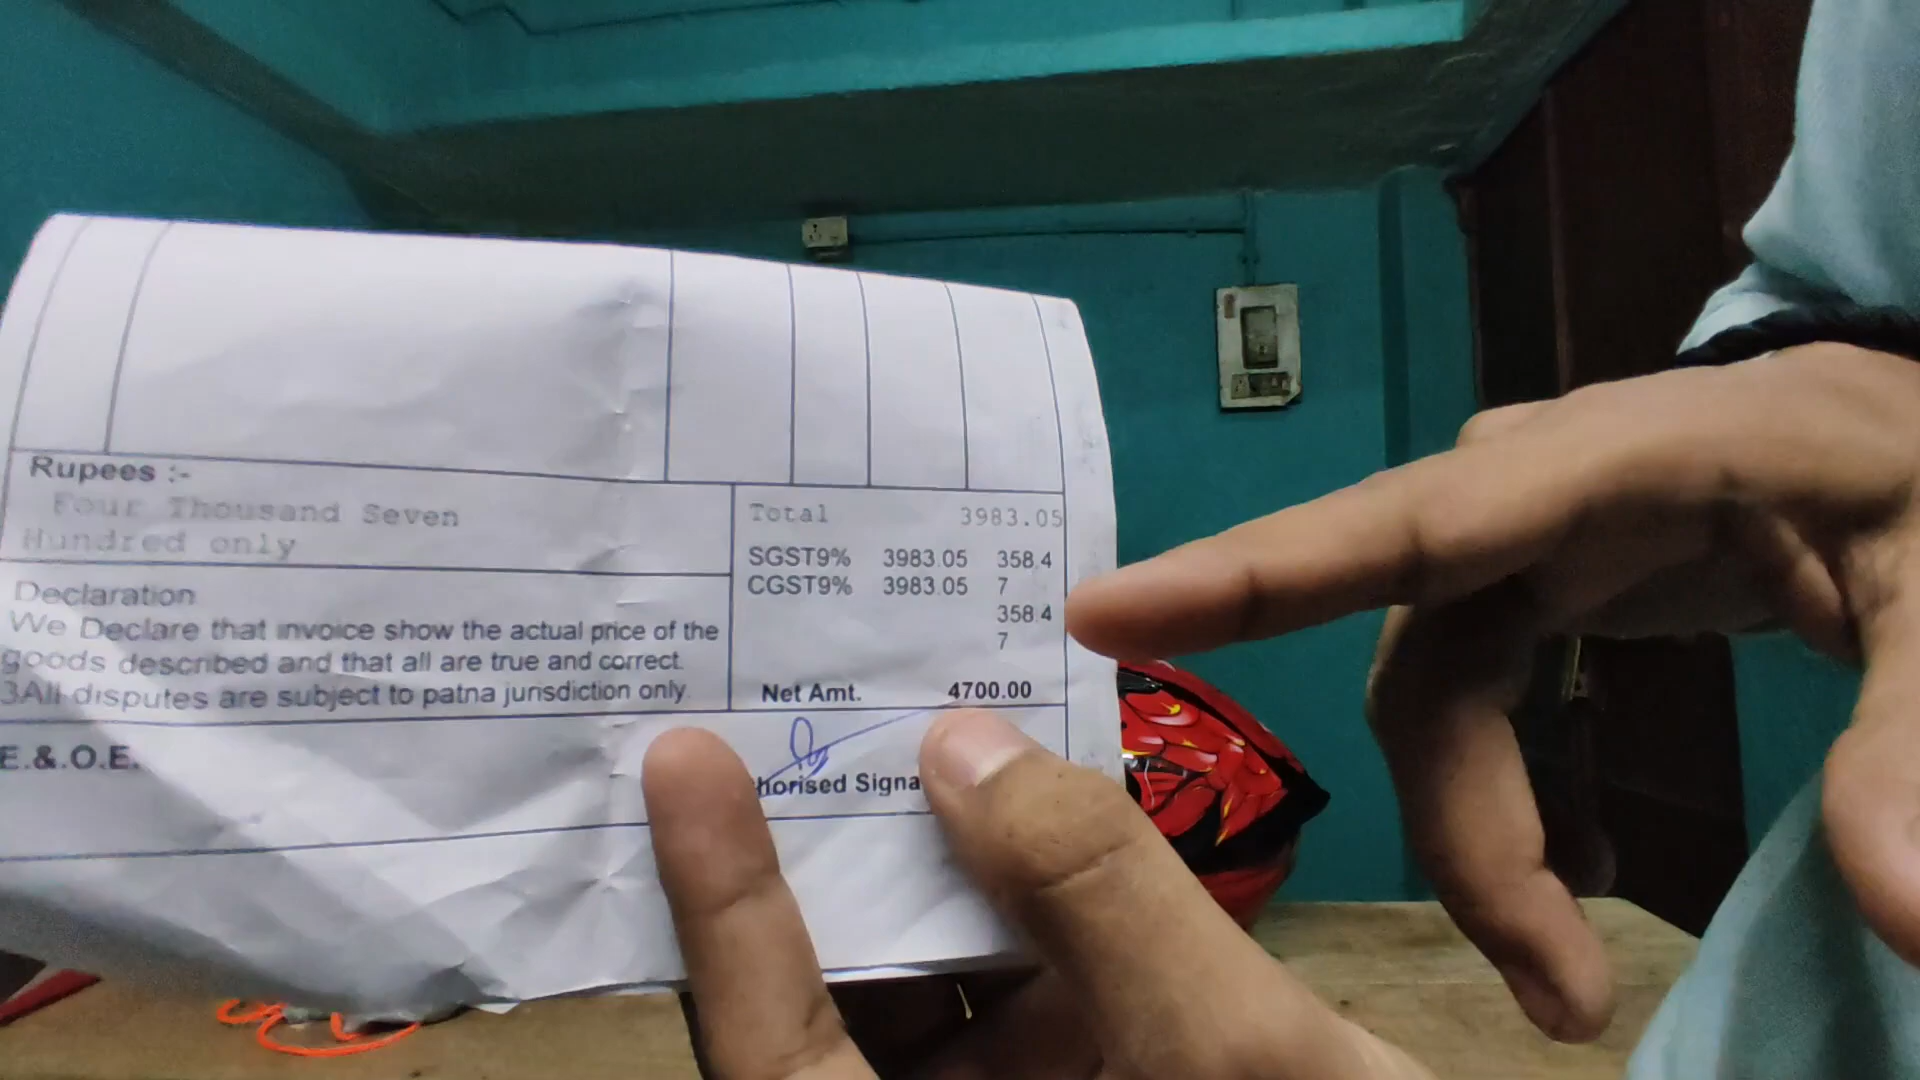 Rupees :-
Four Thousand Seven
Hundred only
Declaration
We Declare that invoice show the actual price of the
goods described and that all are true and correct.
3All disputes are subject to patna jurisdiction only.
E.&.O.E.
Total 3983.05
SGST9% 3983.05 358.4
CGST9% 3983.05 7
358.4
7
Net Amt. 4700.00
horised Signa